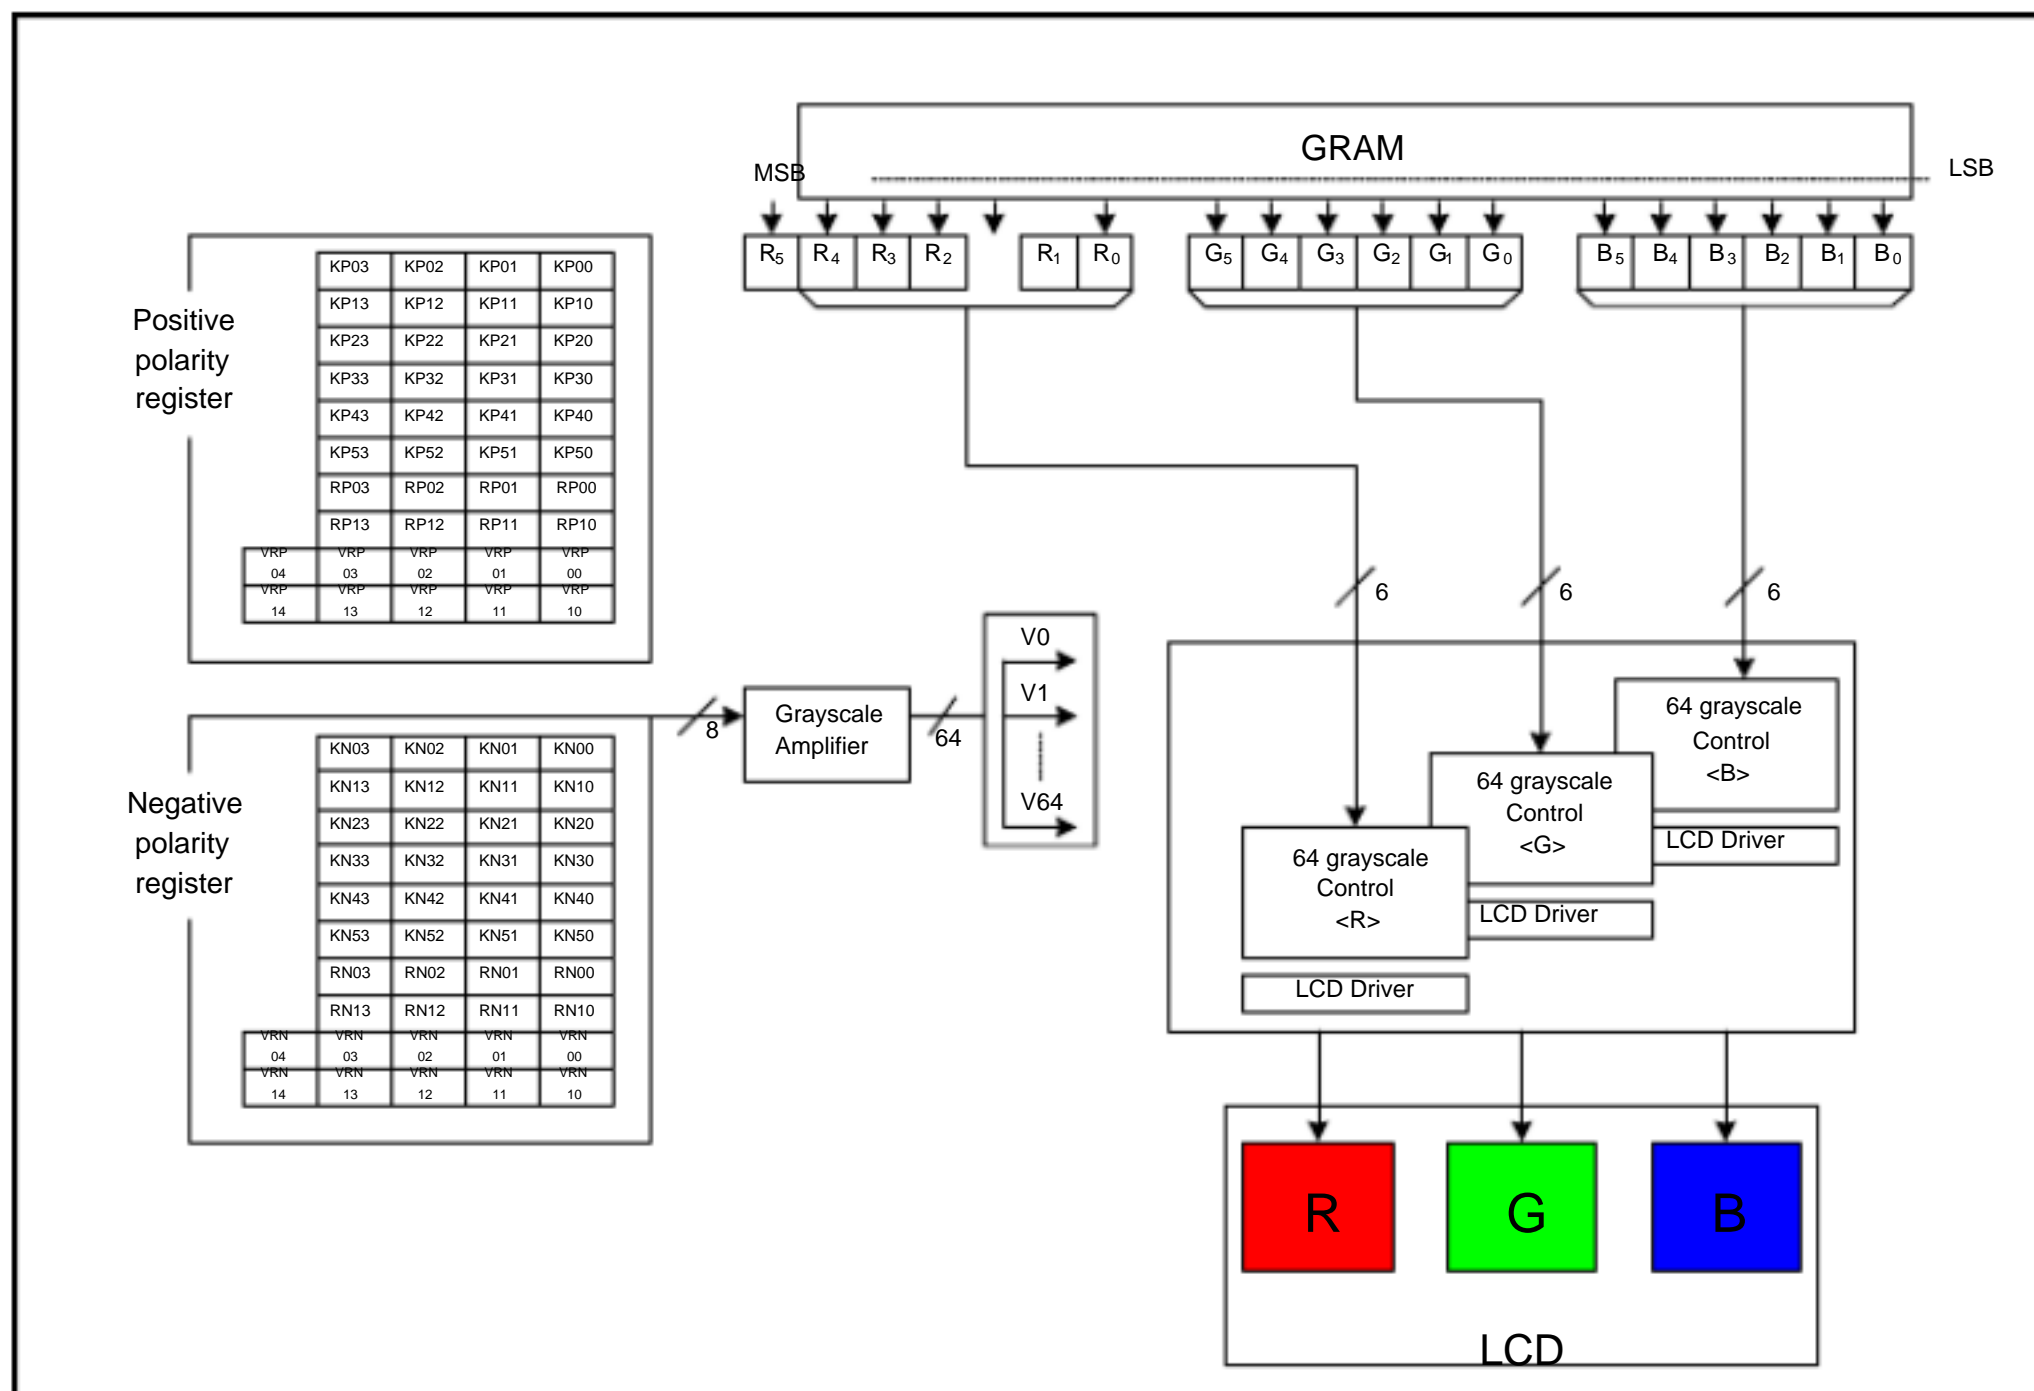 GRAM
MSB
LSB
R5 R4 R3 R2 R1 R0 G5 G4 G3 G2 G1 G0 B5 B4 B3 B2 B1 B0
Positive
polarity
register
KP03 KP02 KP01 KP00
KP13 KP12 KP11 KP10
KP23 KP22 KP21 KP20
KP33 KP32 KP31 KP30
KP43 KP42 KP41 KP40
KP53 KP52 KP51 KP50
RP03 RP02 RP01 RP00
RP13 RP12 RP11 RP10
VRP VRP VRP VRP VRP
04 03 02 01 00
VRP VRP VRP VRP VRP
14 13 12 11 10
Negative
polarity
register
KN03 KN02 KN01 KN00
KN13 KN12 KN11 KN10
KN23 KN22 KN21 KN20
KN33 KN32 KN31 KN30
KN43 KN42 KN41 KN40
KN53 KN52 KN51 KN50
RN03 RN02 RN01 RN00
RN13 RN12 RN11 RN10
VRN VRN VRN VRN VRN
04 03 02 01 00
VRN VRN VRN VRN VRN
14 13 12 11 10
8
Grayscale
Amplifier
64
V0
V1
V64
6 6 6
64 grayscale
Control
<B>
LCD Driver
64 grayscale
Control
<G>
LCD Driver
64 grayscale
Control
<R>
LCD Driver
R G B
LCD